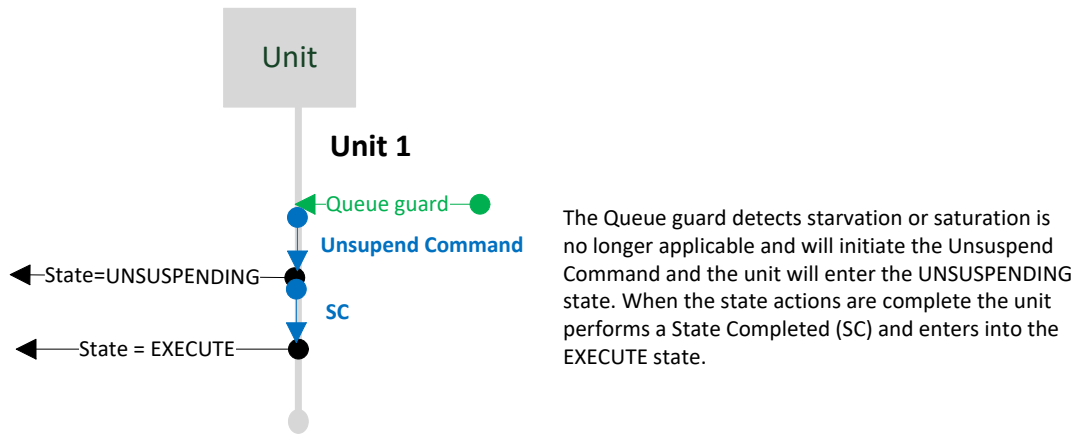 Unit
Unit 1
Queue guard
Unsupend Command
State=UNSUSPENDING
SC
State = EXECUTE
The Queue guard detects starvation or saturation is
no longer applicable and will initiate the Unsuspend
Command and the unit will enter the UNSUSPENDING
state. When the state actions are complete the unit
performs a State Completed (SC) and enters into the
EXECUTE state.